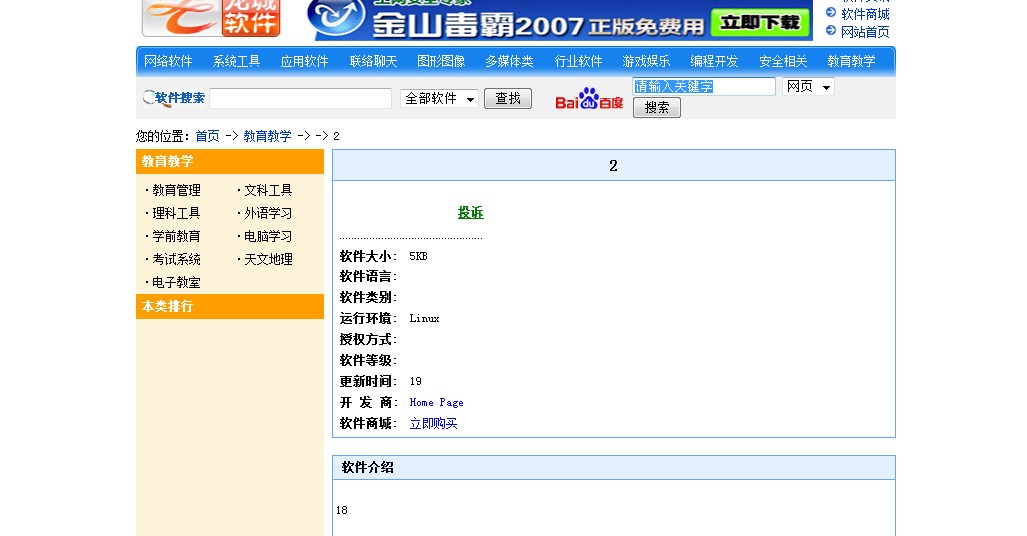 龙城
软件
金山毒霸2007 正版免费用 立即下载
软件商城
网站首页
网络软件 系统工具 应用软件 联络聊天 图形图像 多媒体类 行业软件 游戏娱乐 编程开发 安全相关 教育教学
软件搜索 全部软件 查找 Bai百度 请输入关键字 网页
搜索
您的位置：首页 -> 教育教学 -> -> 2
教育教学
·教育管理 ·文科工具
·理科工具 ·外语学习
·学前教育 ·电脑学习
·考试系统 ·天文地理
·电子教室
本类排行
2
投诉
软件大小： 5KB
软件语言：
软件类别：
运行环境： Linux
授权方式：
软件等级：
更新时间： 19
开 发 商： Home Page
软件商城： 立即购买
软件介绍
18